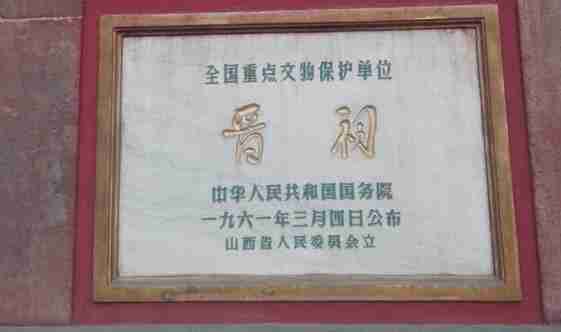 全国重点文物保护单位
晋祠
中华人民共和国国务院
一九六一年三月四日公布
山西省人民委员会立